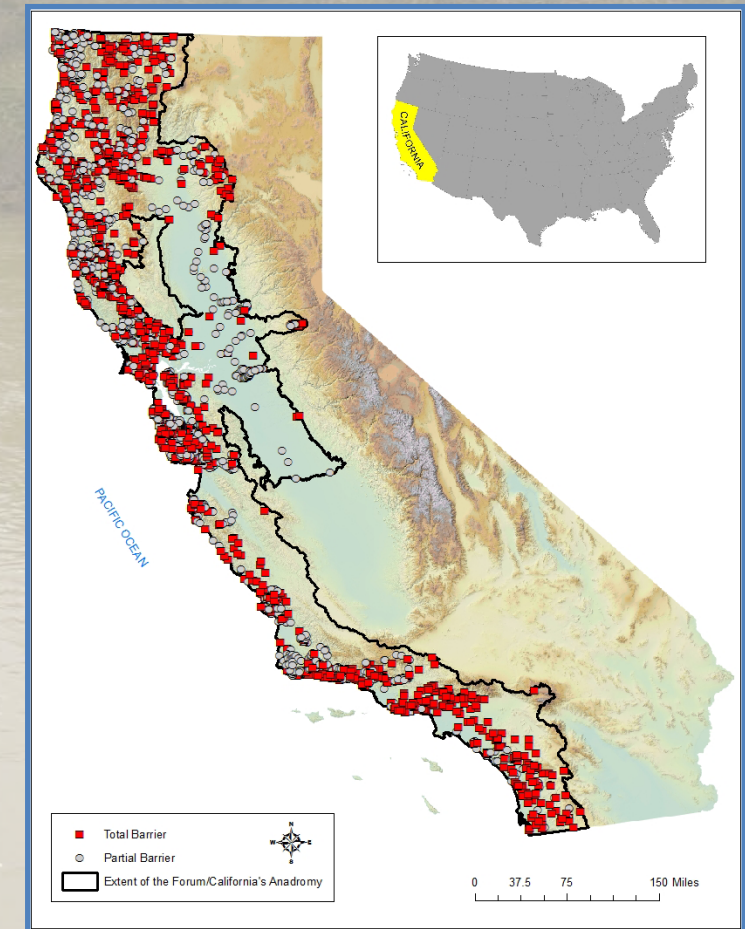 CALIFORNIA
PACIFIC OCEAN
N
W E
S
Total Barrier
Partial Barrier
Extent of the Forum/California's Anadromy
0 37.5 75 150 Miles